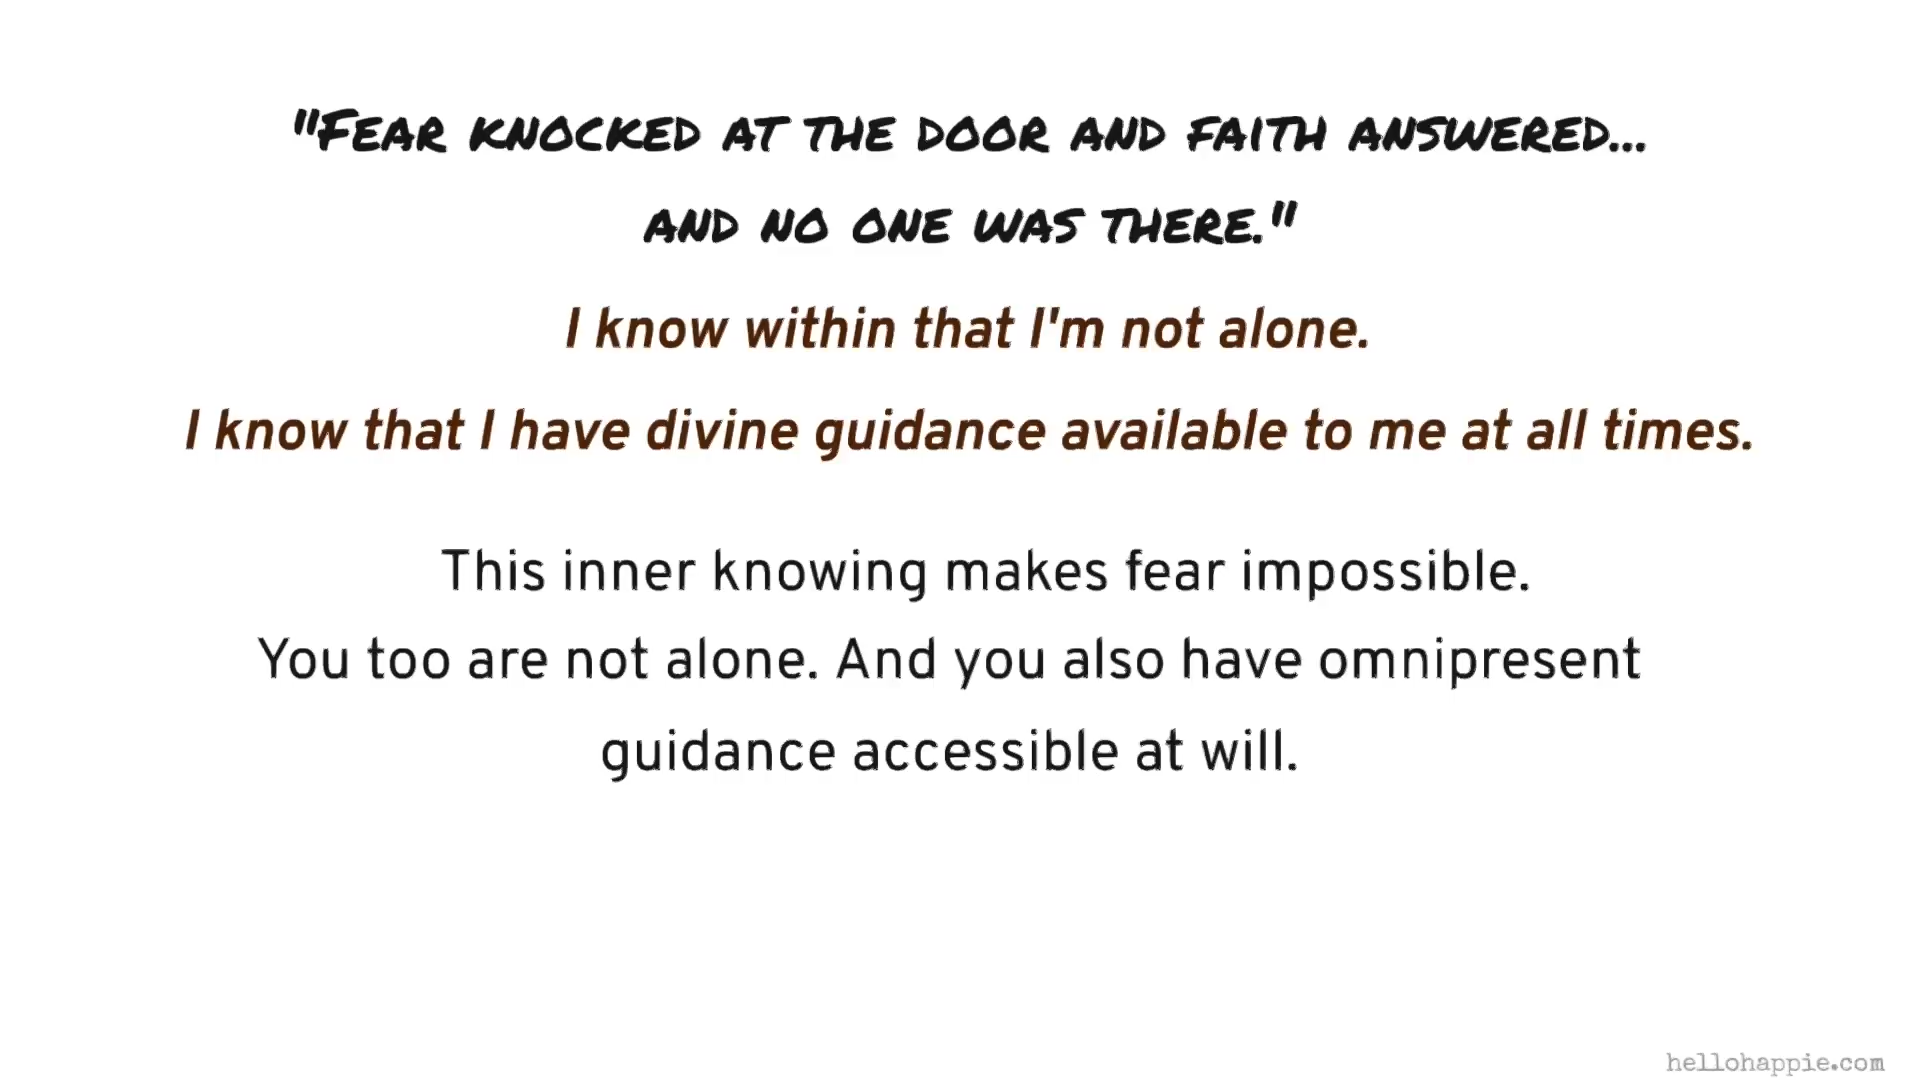 "Fear knocked at the door and faith answered...
and no one was there."
I know within that I'm not alone.
I know that I have divine guidance available to me at all times.
This inner knowing makes fear impossible.
You too are not alone. And you also have omnipresent
guidance accessible at will.
hellohappie.com